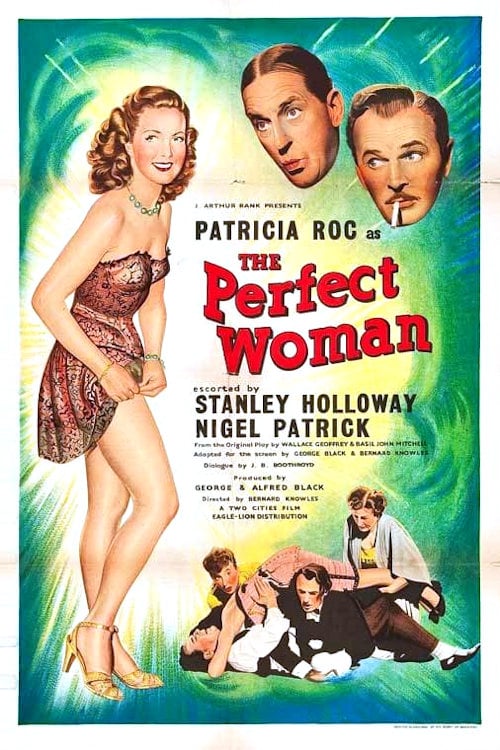 J. ARTHUR RANK PRESENTS
PATRICIA ROC as
THE
Perfect
Woman
escorted by
STANLEY HOLLOWAY
NIGEL PATRICK
From the Original Play by WALLACE GEOFFREY & BASIL JOHN MITCHELL
Adapted for the screen by GEORGE BLACK & BERNARD KNOWLES
Dialogue by J. B. BOOTHROYD
Produced by
GEORGE & ALFRED BLACK
Directed by BERNARD KNOWLES
A TWO CITIES FILM
EAGLE-LION DISTRIBUTION